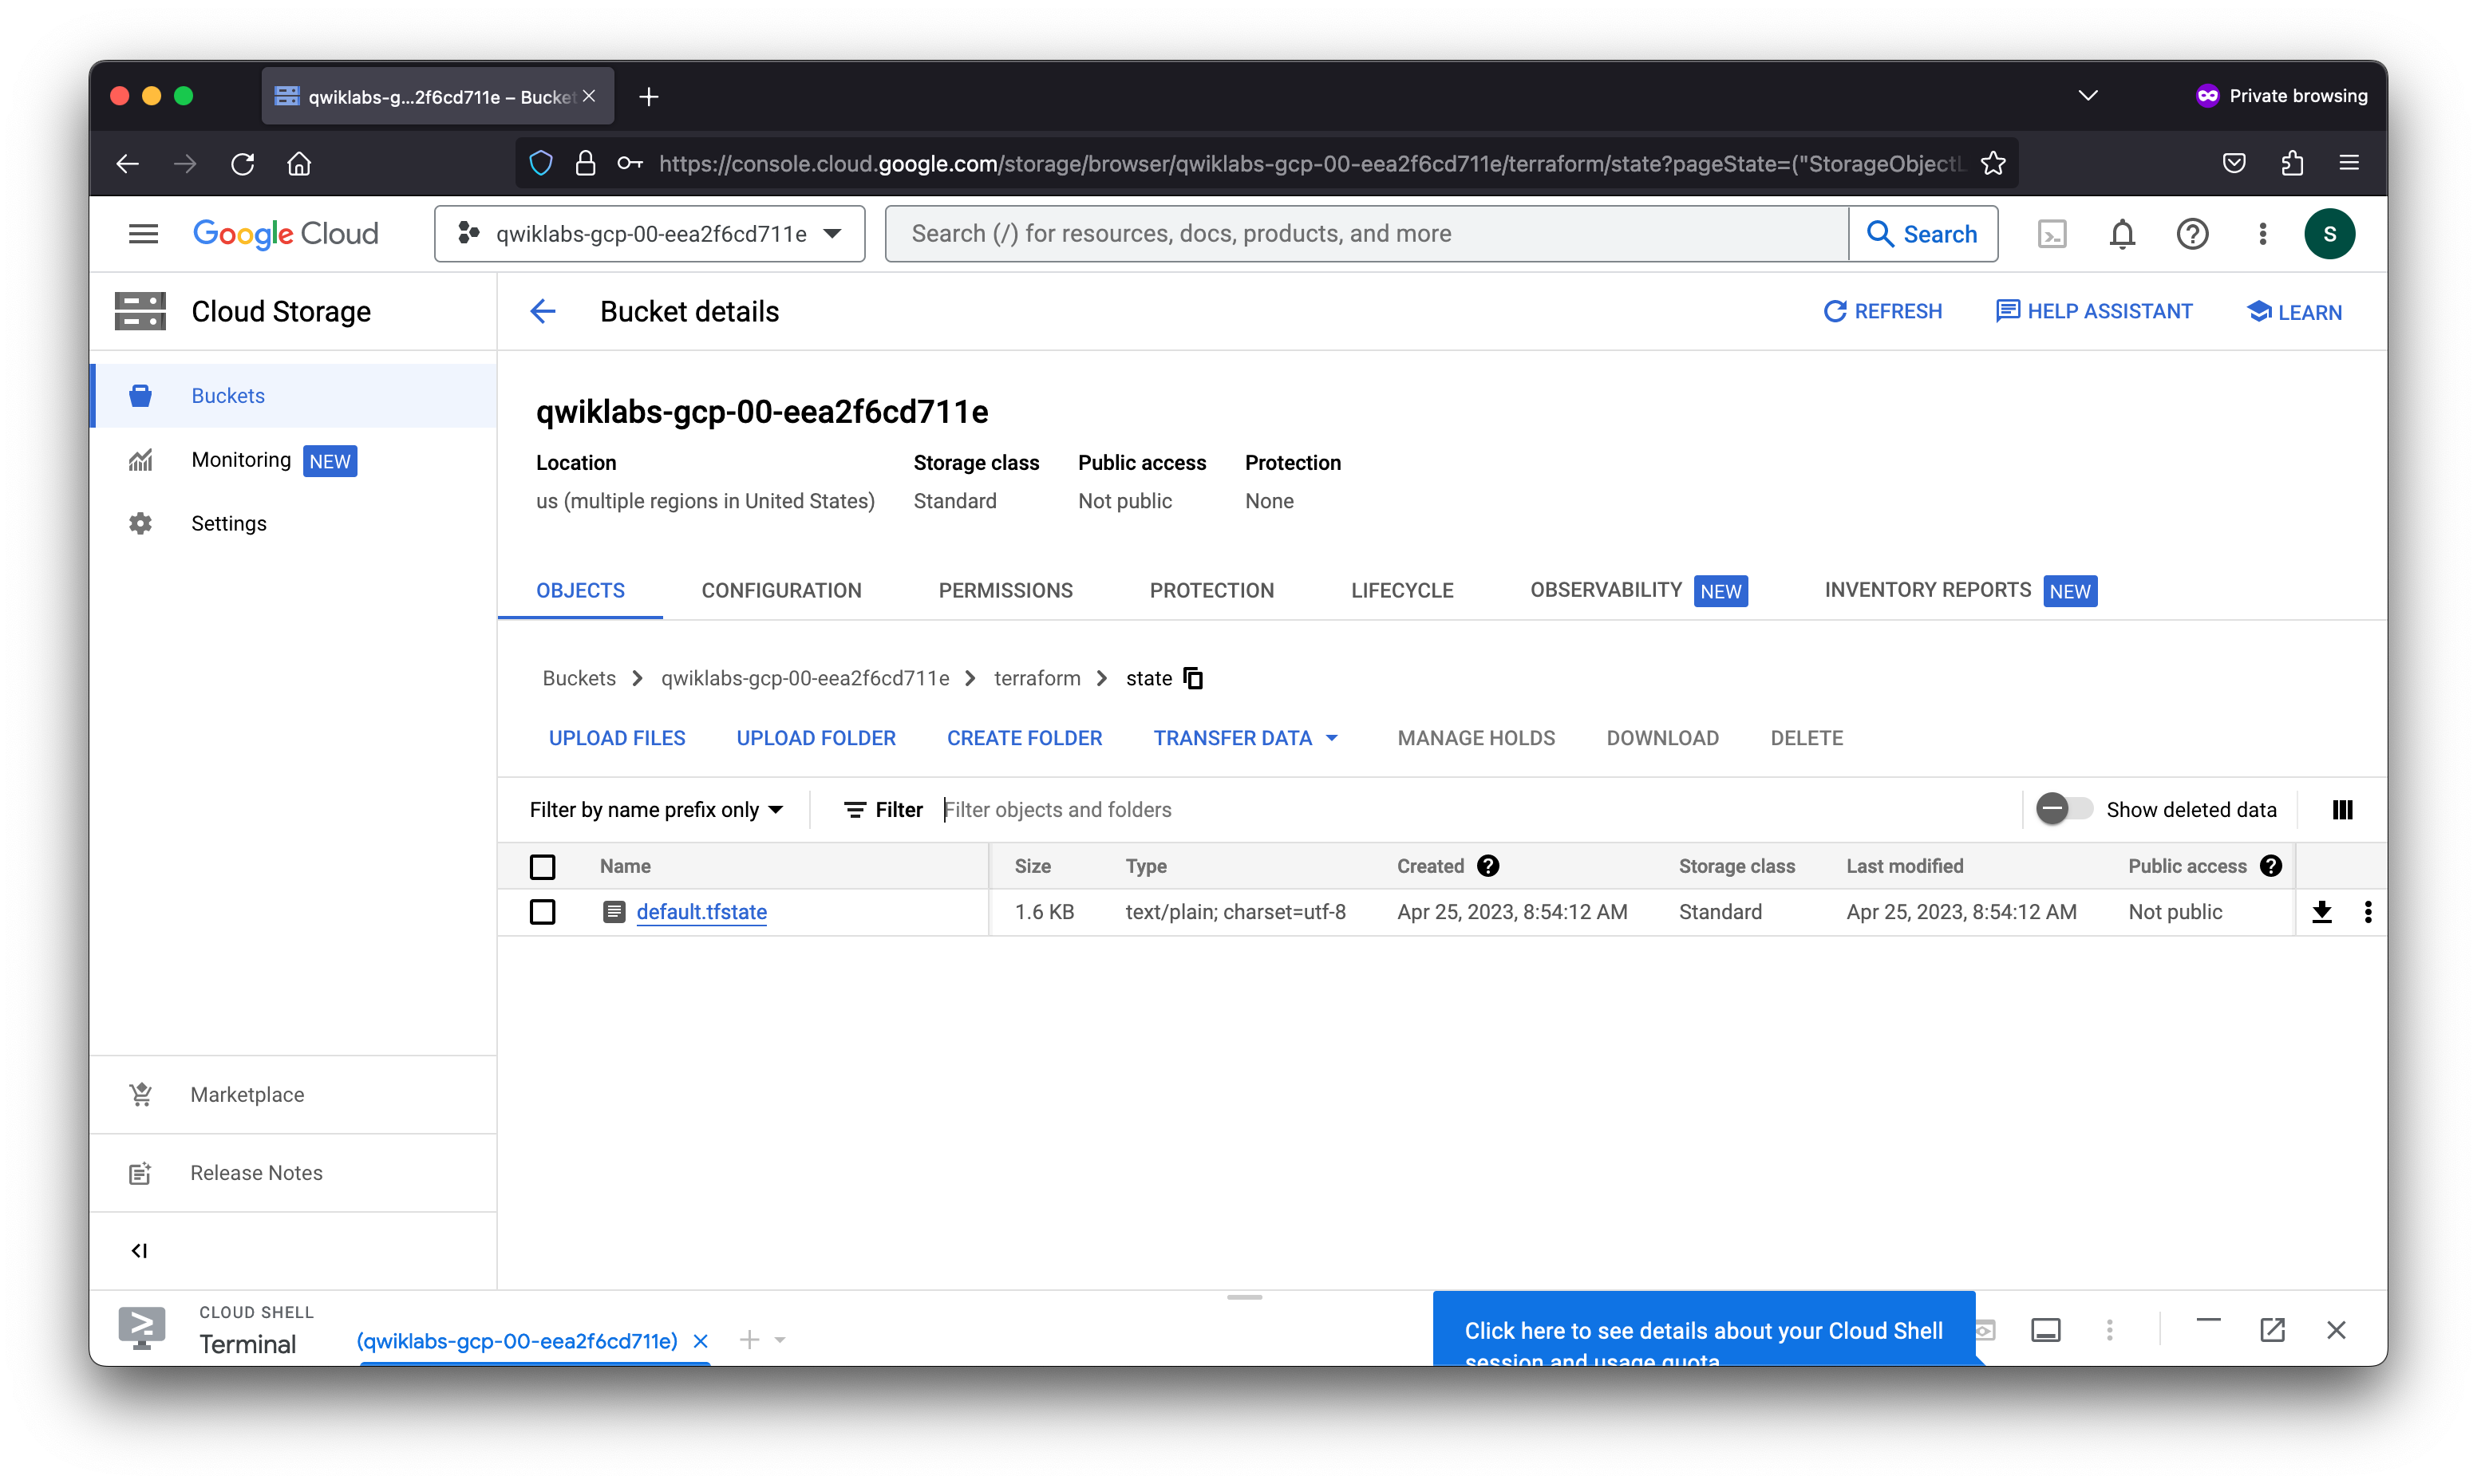 qwiklabs-g...2f6cd711e – Bucket
Private browsing
https://console.cloud.google.com/storage/browser/qwiklabs-gcp-00-eea2f6cd711e/terraform/state?pageState=("StorageObjectL
Google Cloud
qwiklabs-gcp-00-eea2f6cd711e
Search (/) for resources, docs, products, and more
Search
S
Cloud Storage
Bucket details
REFRESH
HELP ASSISTANT
LEARN
Buckets
Monitoring NEW
Settings
Marketplace
Release Notes
qwiklabs-gcp-00-eea2f6cd711e
Location Storage class Public access Protection
us (multiple regions in United States) Standard Not public None
OBJECTS CONFIGURATION PERMISSIONS PROTECTION LIFECYCLE OBSERVABILITY NEW INVENTORY REPORTS NEW
Buckets qwiklabs-gcp-00-eea2f6cd711e terraform state
UPLOAD FILES UPLOAD FOLDER CREATE FOLDER TRANSFER DATA MANAGE HOLDS DOWNLOAD DELETE
Filter by name prefix only Filter Filter objects and folders Show deleted data
Name Size Type Created Storage class Last modified Public access
default.tfstate 1.6 KB text/plain; charset=utf-8 Apr 25, 2023, 8:54:12 AM Standard Apr 25, 2023, 8:54:12 AM Not public
CLOUD SHELL
Terminal
(qwiklabs-gcp-00-eea2f6cd711e)
Click here to see details about your Cloud Shell
session and usage quota